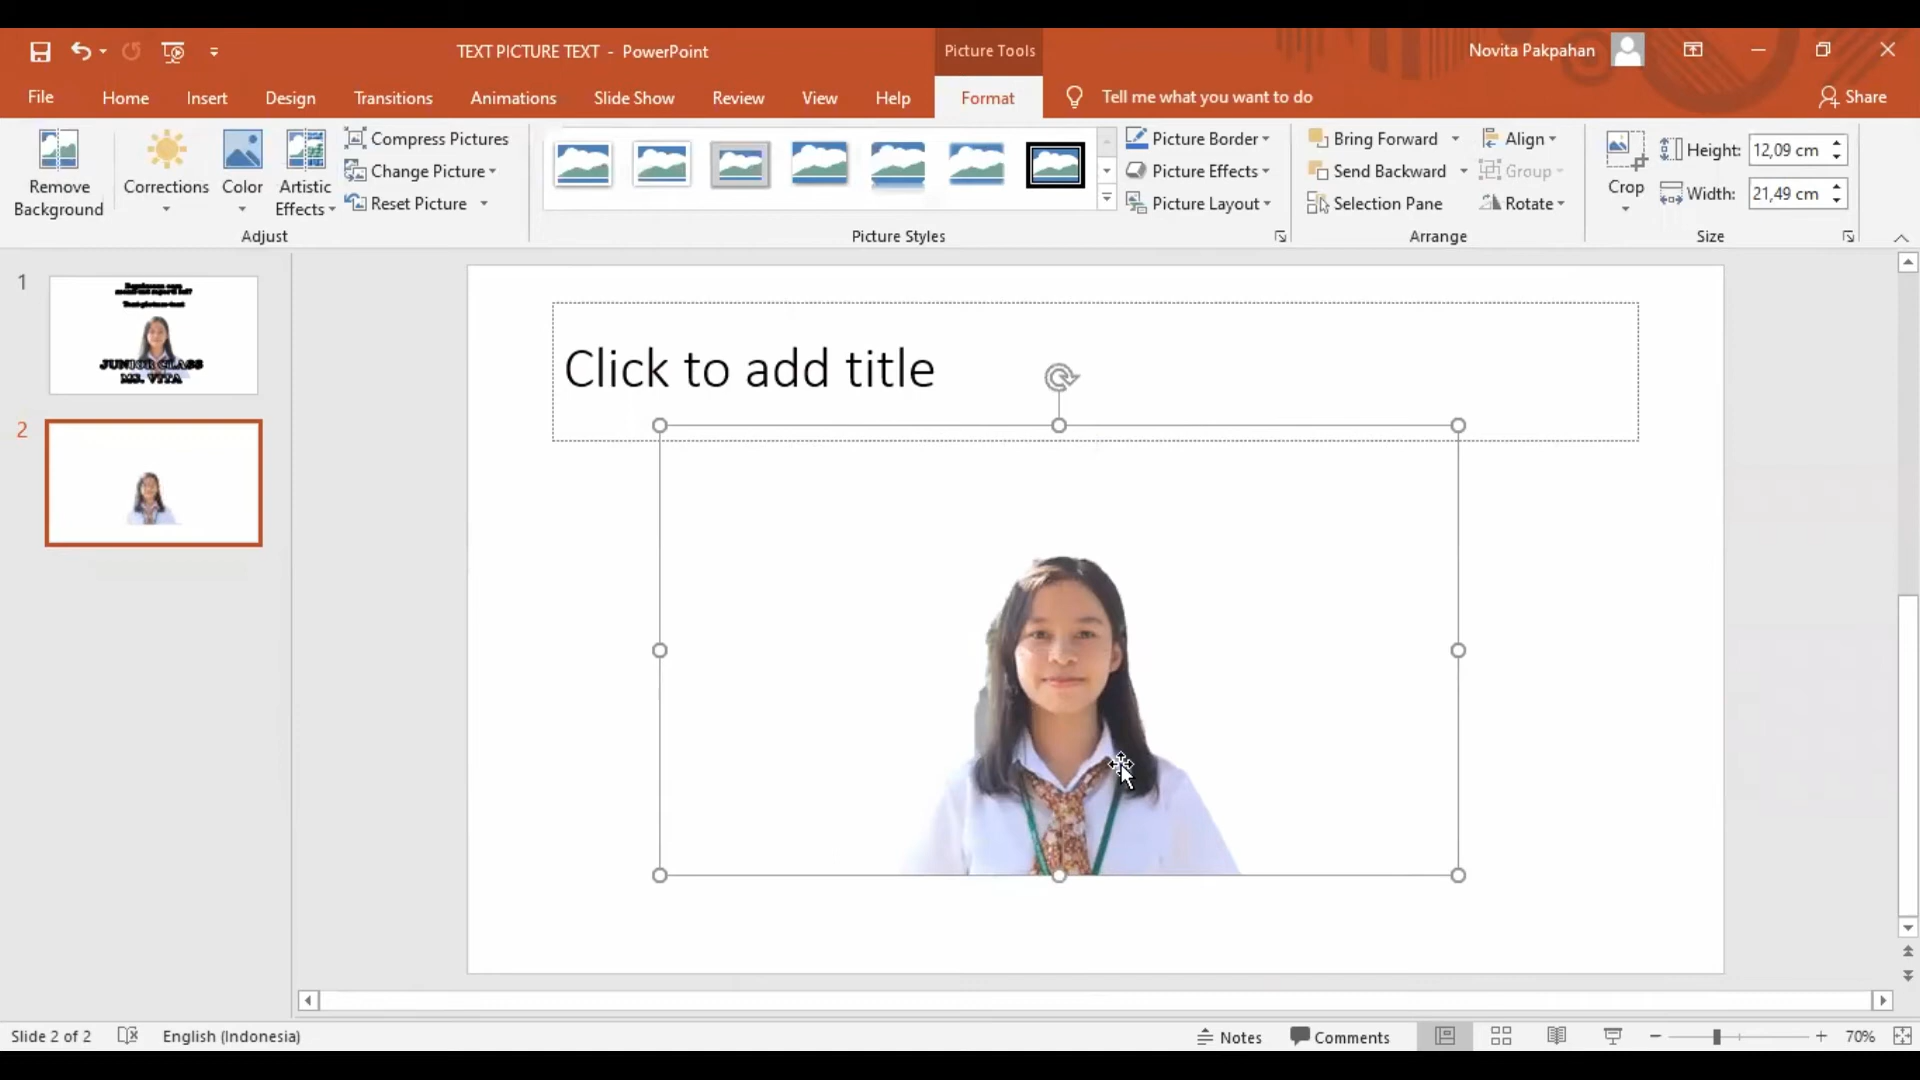 TEXT PICTURE TEXT - PowerPoint
Picture Tools
Novita Pakpahan
File Home Insert Design Transitions Animations Slide Show Review View Help Format Tell me what you want to do Share
Remove Background
Corrections
Color
Artistic Effects
Compress Pictures
Change Picture
Reset Picture
Adjust
Picture Styles
Picture Border
Picture Effects
Picture Layout
Bring Forward
Send Backward
Selection Pane
Align
Group
Rotate
Arrange
Crop
Height: 12,09 cm
Width: 21,49 cm
Size
1
JUNIOR CLASS
MS. VITA
2
Click to add title
Slide 2 of 2 English (Indonesia) Notes Comments 70%